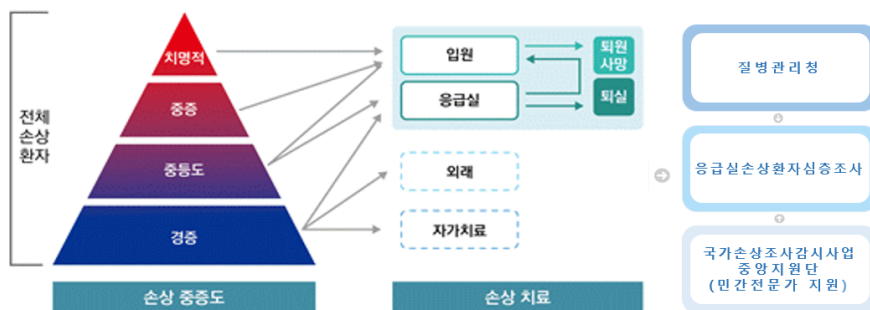 전체
손상
환자
치명적
중증
중등도
경증
손상 중증도
입원
응급실
퇴원
사망
퇴실
외래
자가치료
손상 치료
질병관리청
응급실손상환자심층조사
국가손상조사감시사업
중앙지원단
(민간전문가 지원)